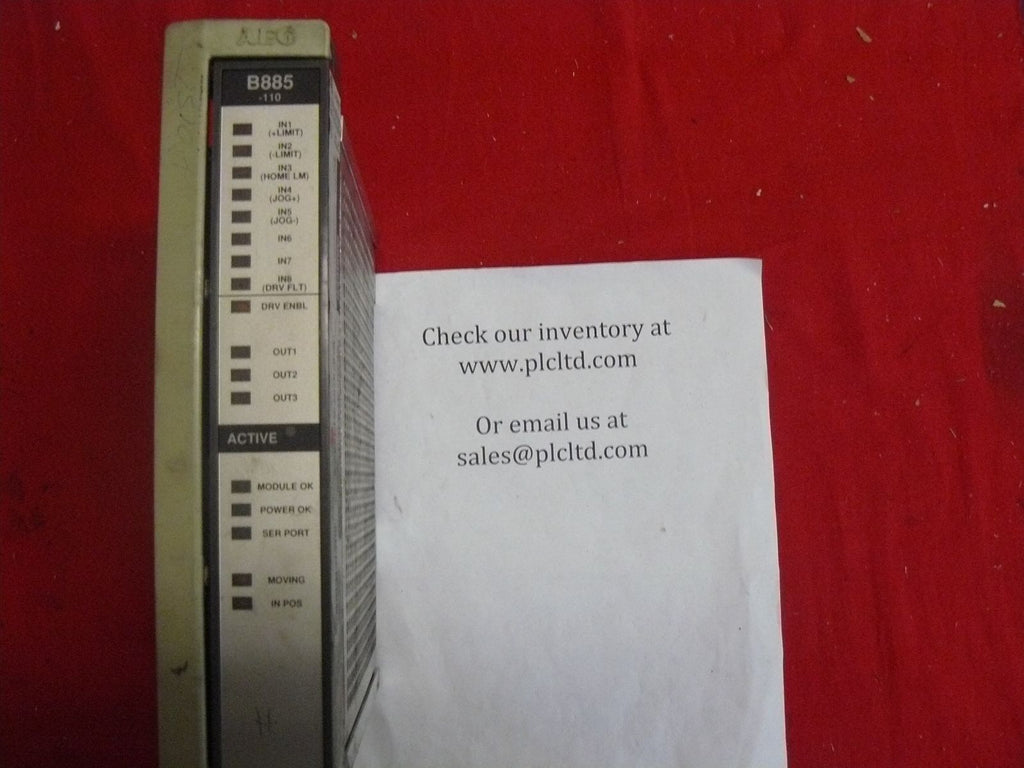 AEG
B885
-110
IN1
(+LIMIT)
IN2
(-LIMIT)
IN3
(HOME LM)
IN4
(JOG+)
IN5
(JOG-)
IN6
IN7
IN8
(DRV FLT)
DRV ENBL
OUT1
OUT2
OUT3
ACTIVE
MODULE OK
POWER OK
SER PORT
MOVING
IN POS
Check our inventory at
www.plcltd.com
Or email us at
sales@plcltd.com